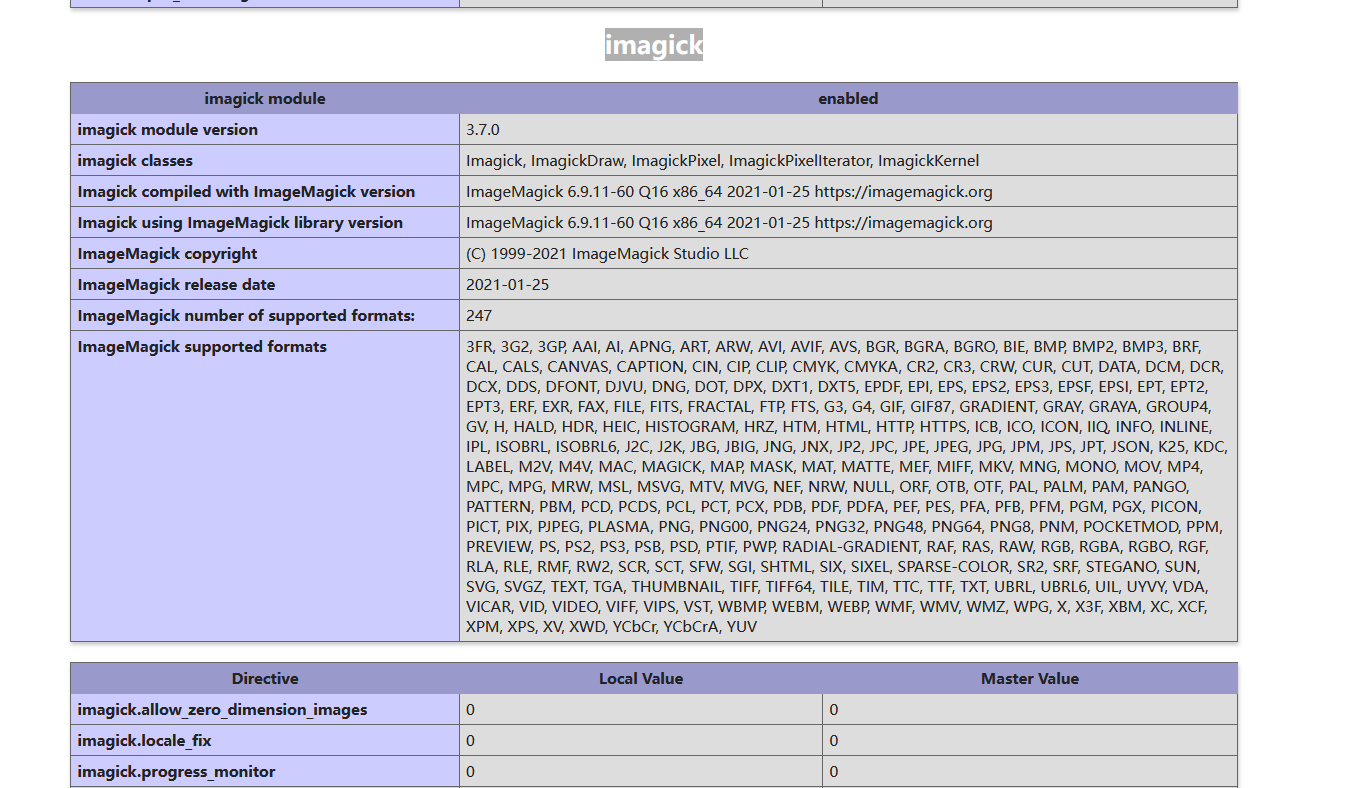 imagick
imagick module enabled
imagick module version 3.7.0
imagick classes Imagick, ImagickDraw, ImagickPixel, ImagickPixelIterator, ImagickKernel
Imagick compiled with ImageMagick version ImageMagick 6.9.11-60 Q16 x86_64 2021-01-25 https://imagemagick.org
Imagick using ImageMagick library version ImageMagick 6.9.11-60 Q16 x86_64 2021-01-25 https://imagemagick.org
ImageMagick copyright (C) 1999-2021 ImageMagick Studio LLC
ImageMagick release date 2021-01-25
ImageMagick number of supported formats: 247
ImageMagick supported formats 3FR, 3G2, 3GP, AAI, AI, APNG, ART, ARW, AVI, AVIF, AVS, BGR, BGRA, BGRO, BIE, BMP, BMP2, BMP3, BRF,
CAL, CALS, CANVAS, CAPTION, CIN, CIP, CLIP, CMYK, CMYKA, CR2, CR3, CRW, CUR, CUT, DATA, DCM, DCR,
DCX, DDS, DFONT, DJVU, DNG, DOT, DPX, DXT1, DXT5, EPDF, EPI, EPS, EPS2, EPS3, EPSF, EPSI, EPT, EPT2,
EPT3, ERF, EXR, FAX, FILE, FITS, FRACTAL, FTP, FTS, G3, G4, GIF, GIF87, GRADIENT, GRAY, GRAYA, GROUP4,
GV, H, HALD, HDR, HEIC, HISTOGRAM, HRZ, HTM, HTML, HTTP, HTTPS, ICB, ICO, ICON, IIQ, INFO, INLINE,
IPL, ISOBRL, ISOBRL6, J2C, J2K, JBG, JBIG, JNG, JNX, JP2, JPC, JPE, JPEG, JPG, JPM, JPS, JPT, JSON, K25, KDC,
LABEL, M2V, M4V, MAC, MAGICK, MAP, MASK, MAT, MATTE, MEF, MIFF, MKV, MNG, MONO, MOV, MP4,
MPC, MPG, MRW, MSL, MSVG, MTV, MVG, NEF, NRW, NULL, ORF, OTB, OTF, PAL, PALM, PAM, PANGO,
PATTERN, PBM, PCD, PCDS, PCL, PCT, PCX, PDB, PDF, PDFA, PEF, PES, PFA, PFB, PFM, PGM, PGX, PICON,
PICT, PIX, PJPEG, PLASMA, PNG, PNG00, PNG24, PNG32, PNG48, PNG64, PNG8, PNM, POCKETMOD, PPM,
PREVIEW, PS, PS2, PS3, PSB, PSD, PTIF, PWP, RADIAL-GRADIENT, RAF, RAS, RAW, RGB, RGBA, RGBO, RGF,
RLA, RLE, RMF, RW2, SCR, SCT, SFW, SGI, SHTML, SIX, SIXEL, SPARSE-COLOR, SR2, SRF, STEGANO, SUN,
SVG, SVGZ, TEXT, TGA, THUMBNAIL, TIFF, TIFF64, TILE, TIM, TTC, TTF, TXT, UBRL, UBRL6, UIL, UYVY, VDA,
VICAR, VID, VIDEO, VIFF, VIPS, VST, WBMP, WEBM, WEBP, WMF, WMV, WMZ, WPG, X, X3F, XBM, XC, XCF,
XPM, XPS, XV, XWD, YCbCr, YCbCrA, YUV
Directive Local Value Master Value
imagick.allow_zero_dimension_images 0 0
imagick.locale_fix 0 0
imagick.progress_monitor 0 0